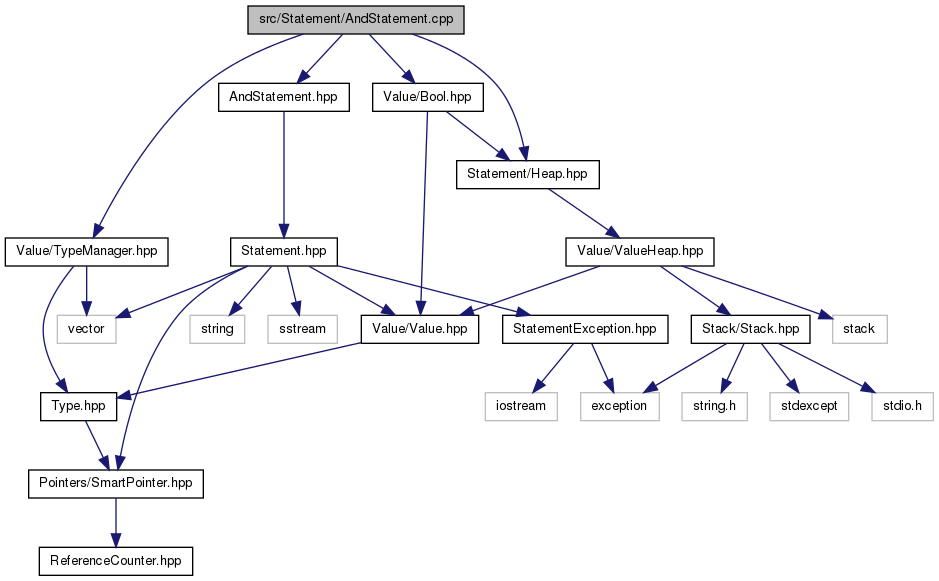 src/Statement/AndStatement.cpp
AndStatement.hpp
Value/Bool.hpp
Statement/Heap.hpp
Value/TypeManager.hpp
Statement.hpp
Value/ValueHeap.hpp
vector
string
sstream
Value/Value.hpp
StatementException.hpp
Stack/Stack.hpp
stack
Type.hpp
iostream
exception
string.h
stdexcept
stdio.h
Pointers/SmartPointer.hpp
ReferenceCounter.hpp